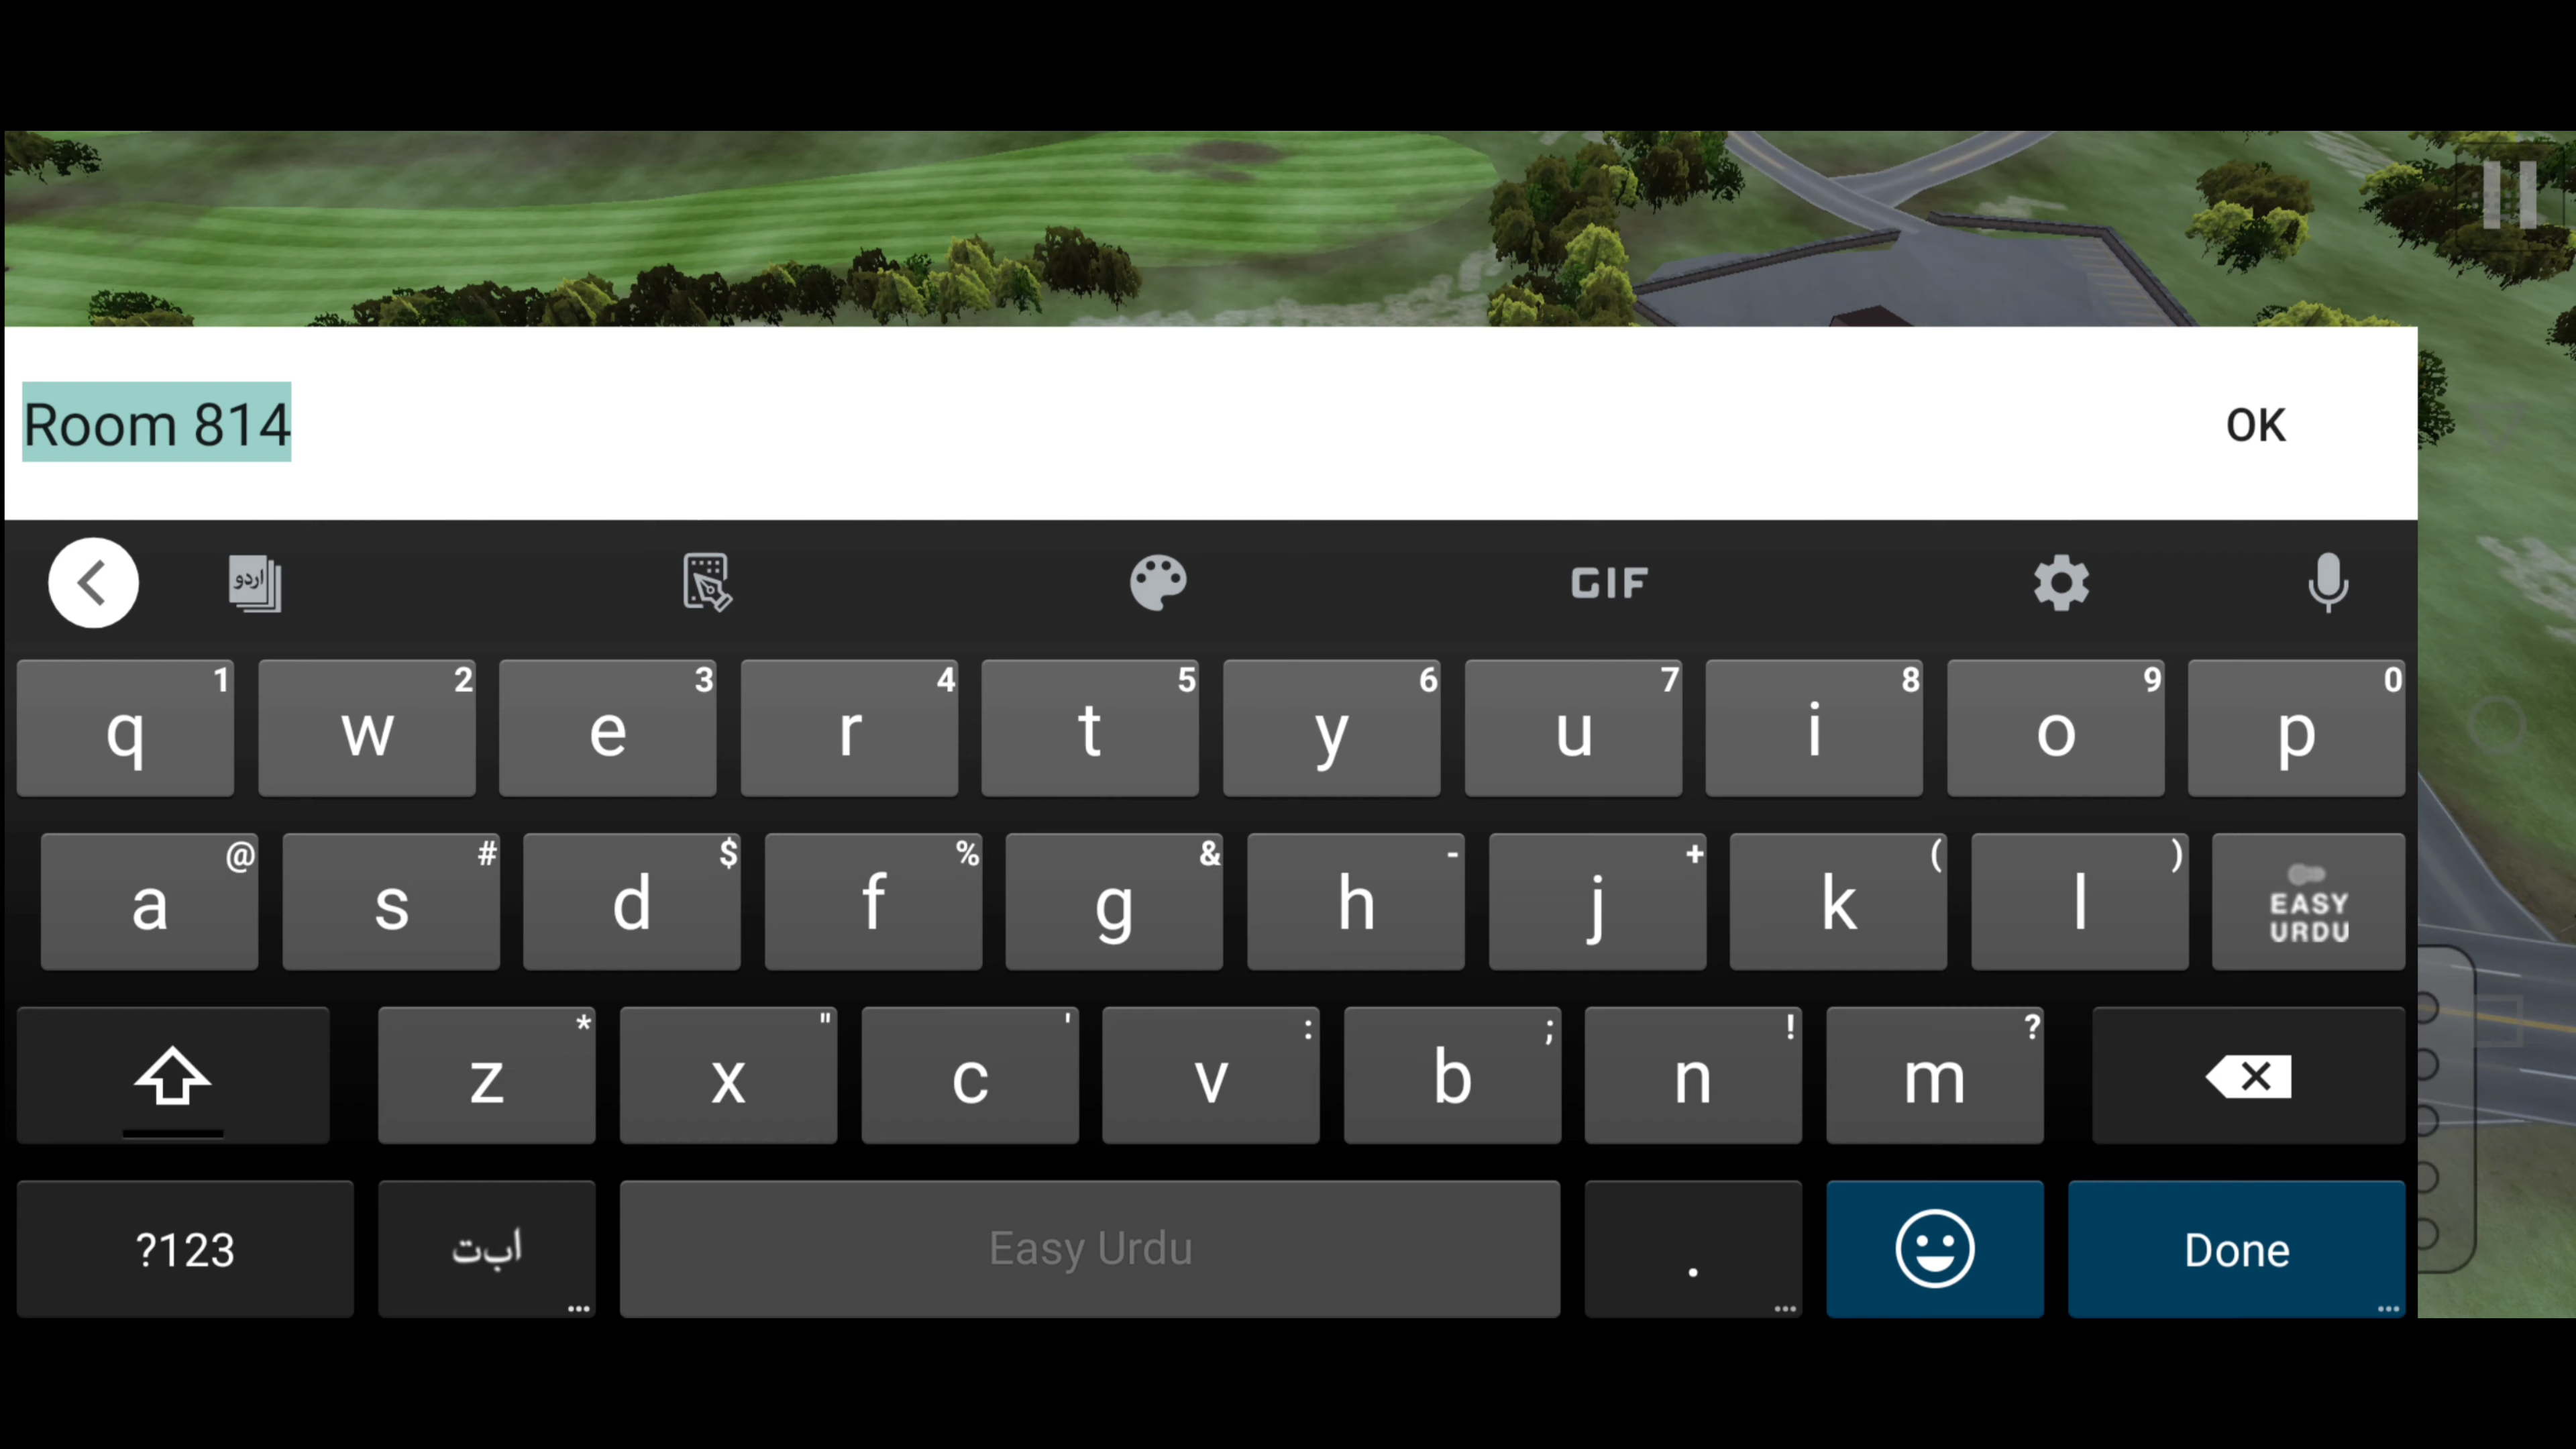 Room 814
OK
اردو
GIF
1 2 3 4 5 6 7 8 9 0
q w e r t y u i o p
@ # $ % & - + ( )
a s d f g h j k l
EASY
URDU
* " ' : ; ! ?
z x c v b n m
?123 ا‌ب‌ت Easy Urdu . Done